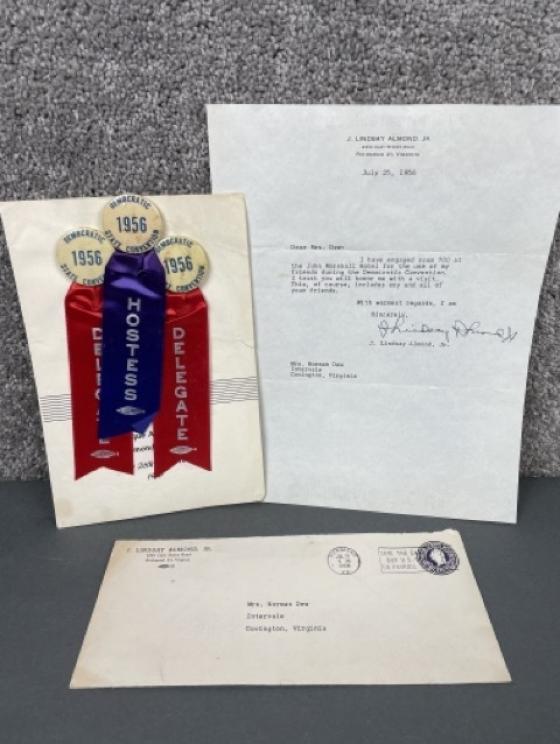 DEMOCRATIC
1956
STATE CONVENTION
DEMOCRATIC
1956
STATE CONVENTION
DEMOCRATIC
1956
STATE CONVENTION
DELEGATE
HOSTESS
DELEGATE
J. LINDSAY ALMOND, JR.
RICHMOND 21, VIRGINIA
July 25, 1956
Dear Mrs. Dew:
I have engaged room 700 at
the John Marshall Hotel for the use of my
friends during the Democratic Convention.
I trust you will honor me with a visit.
This, of course, includes any and all of
your friends.
With warmest regards, I am
Sincerely,
J Lindsay Almond Jr
J. Lindsay Almond, Jr.
Mrs. Norman Dew
Intervale
Covington, Virginia
J. LINDSAY ALMOND, JR.
Richmond 21, Virginia
Mrs. Norman Dew
Intervale
Covington, Virginia